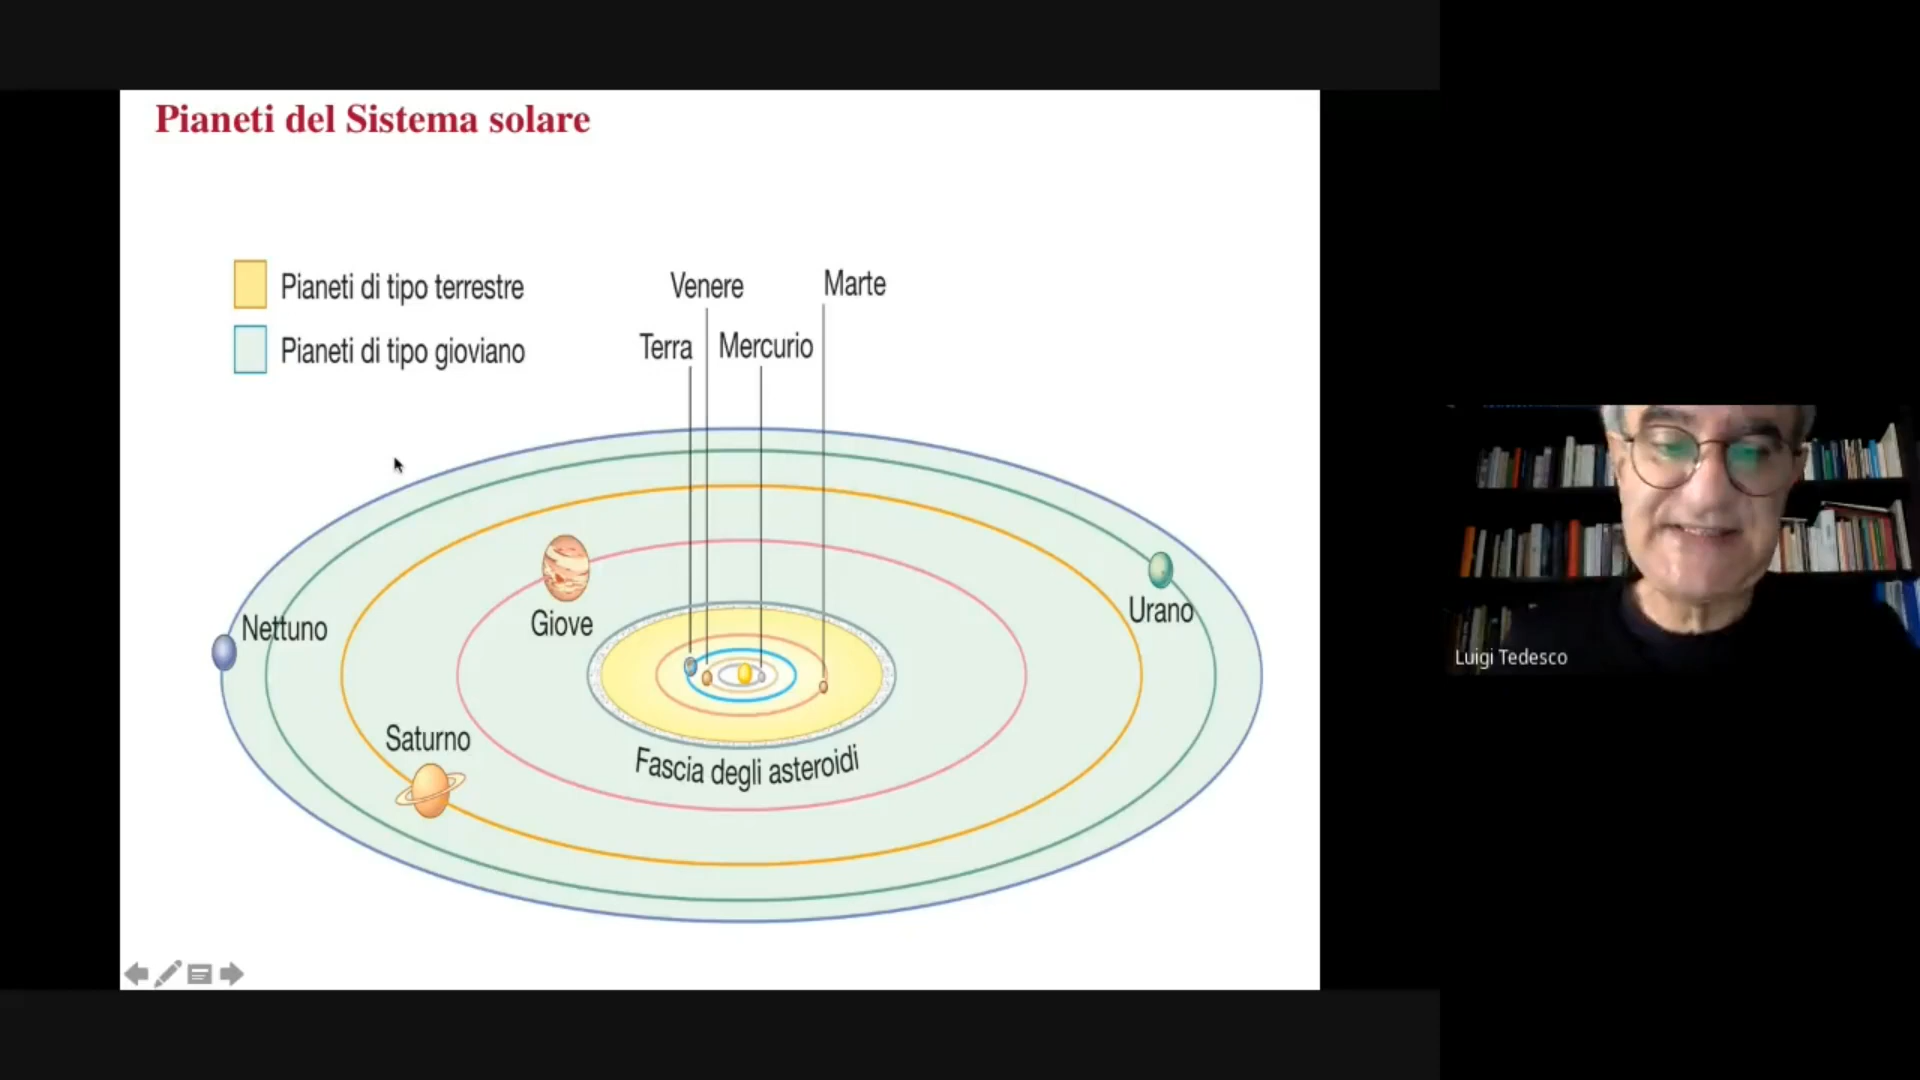 Pianeti del Sistema solare
Pianeti di tipo terrestre
Pianeti di tipo gioviano
Venere
Marte
Terra
Mercurio
Nettuno
Giove
Urano
Saturno
Fascia degli asteroidi
Luigi Tedesco